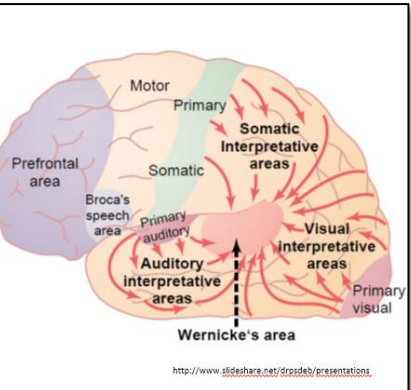 Motor
Primary
Somatic
Interpretative
areas
Prefrontal
area
Somatic
Broca's
speech
area
Primary
auditory
Visual
interpretative
areas
Auditory
interpretative
areas
Primary
visual
Wernicke's area
http://www.slideshare.net/drpsdeb/presentations